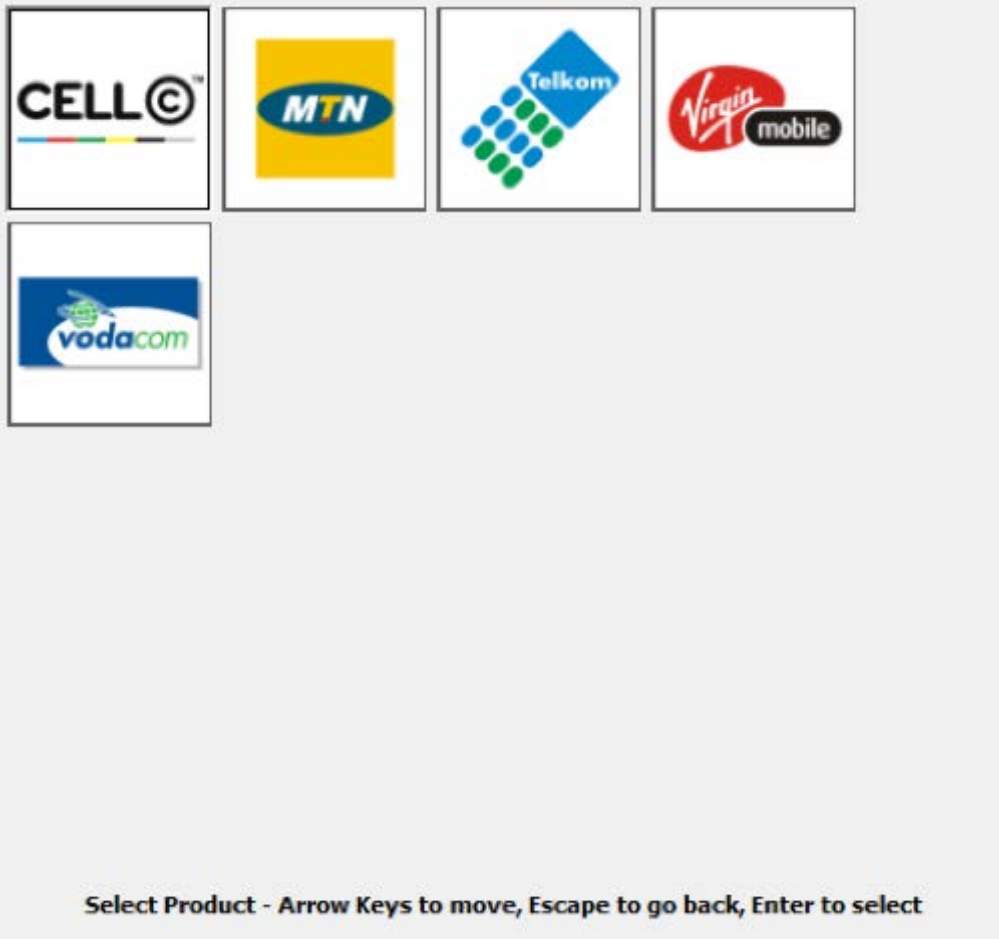 CELL C™
MTN
Telkom
Virgin
mobile
vodacom
Select Product - Arrow Keys to move, Escape to go back, Enter to select